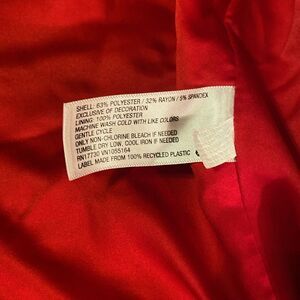 SHELL: 63% POLYESTER / 32% RAYON / 5% SPANDEX
EXCLUSIVE OF DECORATION
LINING: 100% POLYESTER
MACHINE WASH COLD WITH LIKE COLORS
GENTLE CYCLE
ONLY NON-CHLORINE BLEACH IF NEEDED
TUMBLE DRY LOW, COOL IRON IF NEEDED
RN17730 VN1055164
LABEL MADE FROM 100% RECYCLED PLASTIC